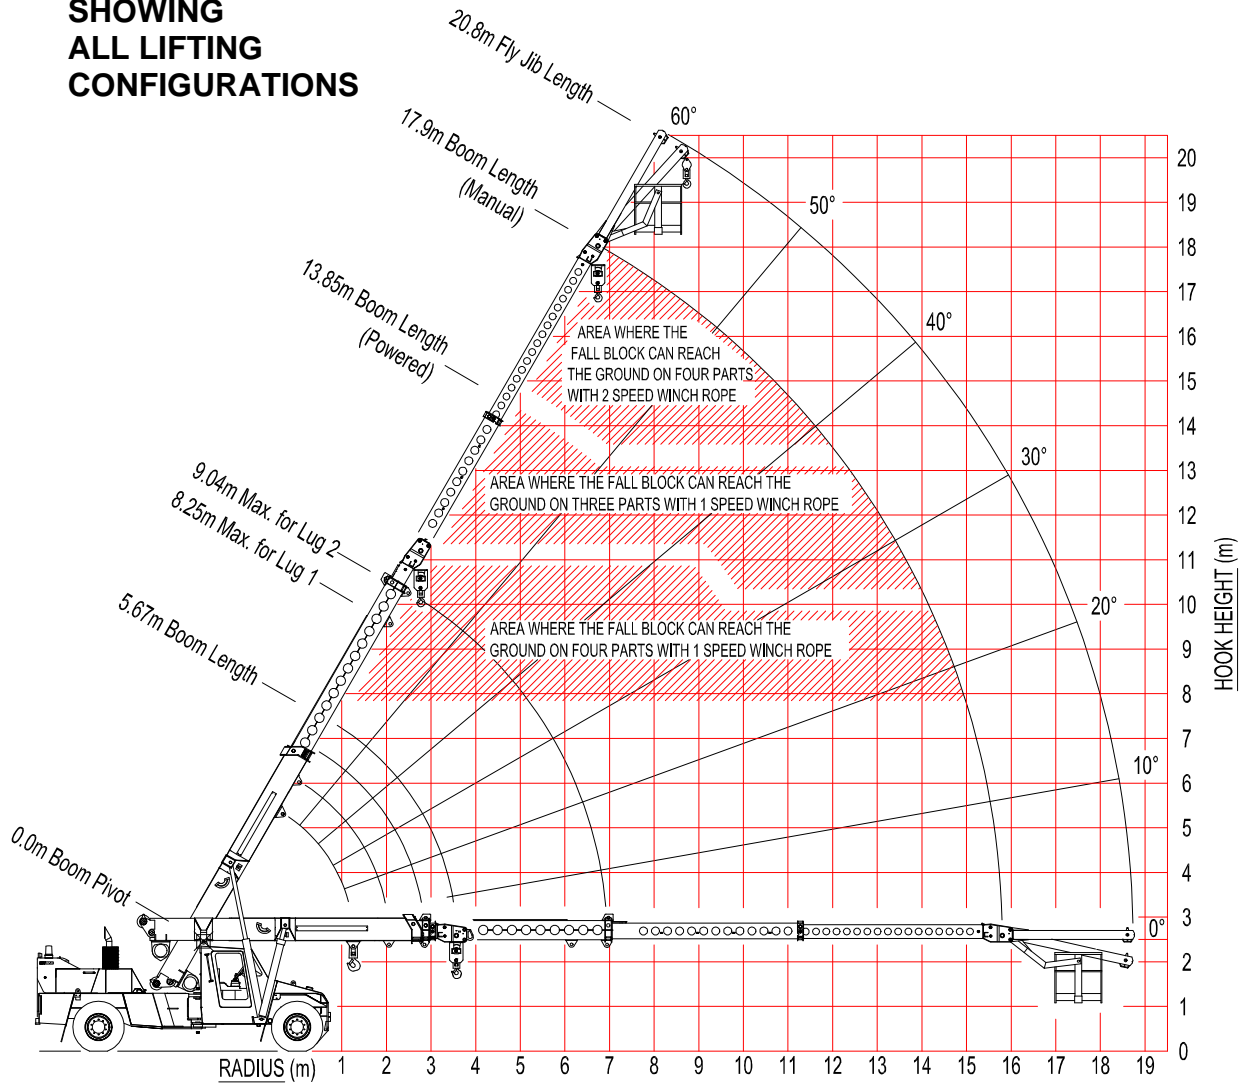 SHOWING
ALL LIFTING
CONFIGURATIONS
20.8m Fly Jib Length
17.9m Boom Length
(Manual)
13.85m Boom Length
(Powered)
9.04m Max. for Lug 2
8.25m Max. for Lug 1
5.67m Boom Length
0.0m Boom Pivot
60°
50°
40°
30°
20°
10°
0°
AREA WHERE THE
FALL BLOCK CAN REACH
THE GROUND ON FOUR PARTS
WITH 2 SPEED WINCH ROPE
AREA WHERE THE FALL BLOCK CAN REACH THE
GROUND ON THREE PARTS WITH 1 SPEED WINCH ROPE
AREA WHERE THE FALL BLOCK CAN REACH THE
GROUND ON FOUR PARTS WITH 1 SPEED WINCH ROPE
20
19
18
17
16
15
14
13
12
11
10
9
8
7
6
5
4
3
2
1
0
HOOK HEIGHT (m)
RADIUS (m)
1 2 3 4 5 6 7 8 9 10 11 12 13 14 15 16 17 18 19